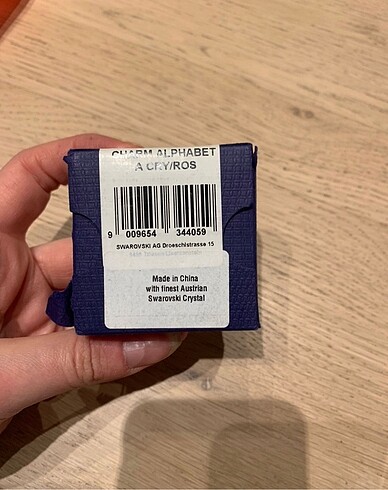 CHARM ALPHABET
A CRY/ROS
9 009654 344059
SWAROVSKI AG Droeschistrasse 15
Made in China
with finest Austrian
Swarovski Crystal